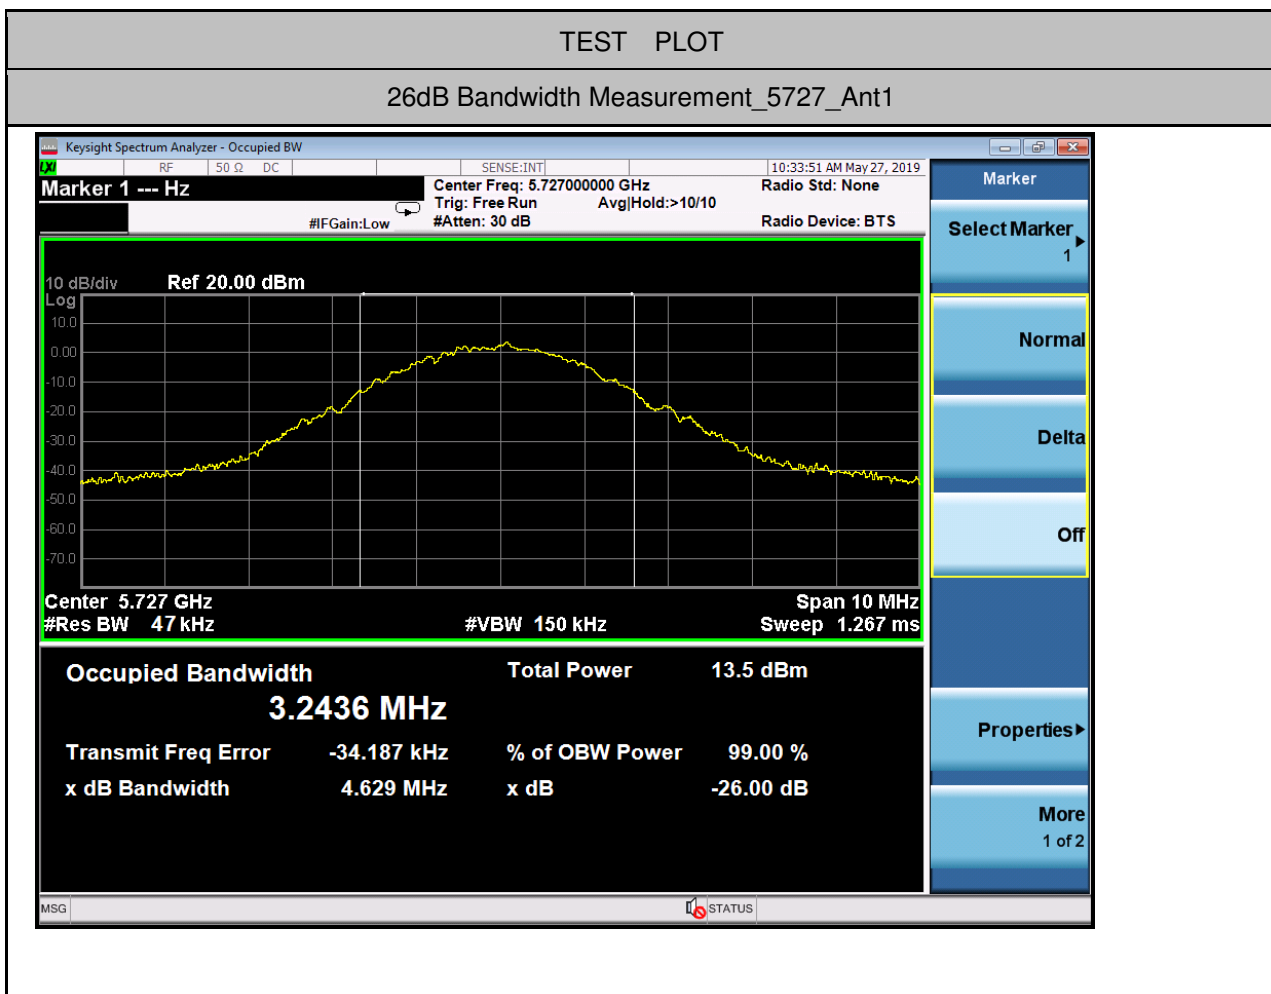 TEST PLOT
26dB Bandwidth Measurement_5727_Ant1
Keysight Spectrum Analyzer - Occupied BW
LXI RF 50 Ω DC SENSE:INT 10:33:51 AM May 27, 2019
Marker 1 --- Hz
Center Freq: 5.727000000 GHz
Radio Std: None
Trig: Free Run Avg|Hold:>10/10
#IFGain:Low #Atten: 30 dB Radio Device: BTS
10 dB/div Ref 20.00 dBm
Log
10.0
0.00
-10.0
-20.0
-30.0
-40.0
-50.0
-60.0
-70.0
Center 5.727 GHz Span 10 MHz
#Res BW 47 kHz #VBW 150 kHz Sweep 1.267 ms
Occupied Bandwidth Total Power 13.5 dBm
3.2436 MHz
Transmit Freq Error -34.187 kHz % of OBW Power 99.00 %
x dB Bandwidth 4.629 MHz x dB -26.00 dB
MSG STATUS
Marker
Select Marker
1
Normal
Delta
Off
Properties
More
1 of 2